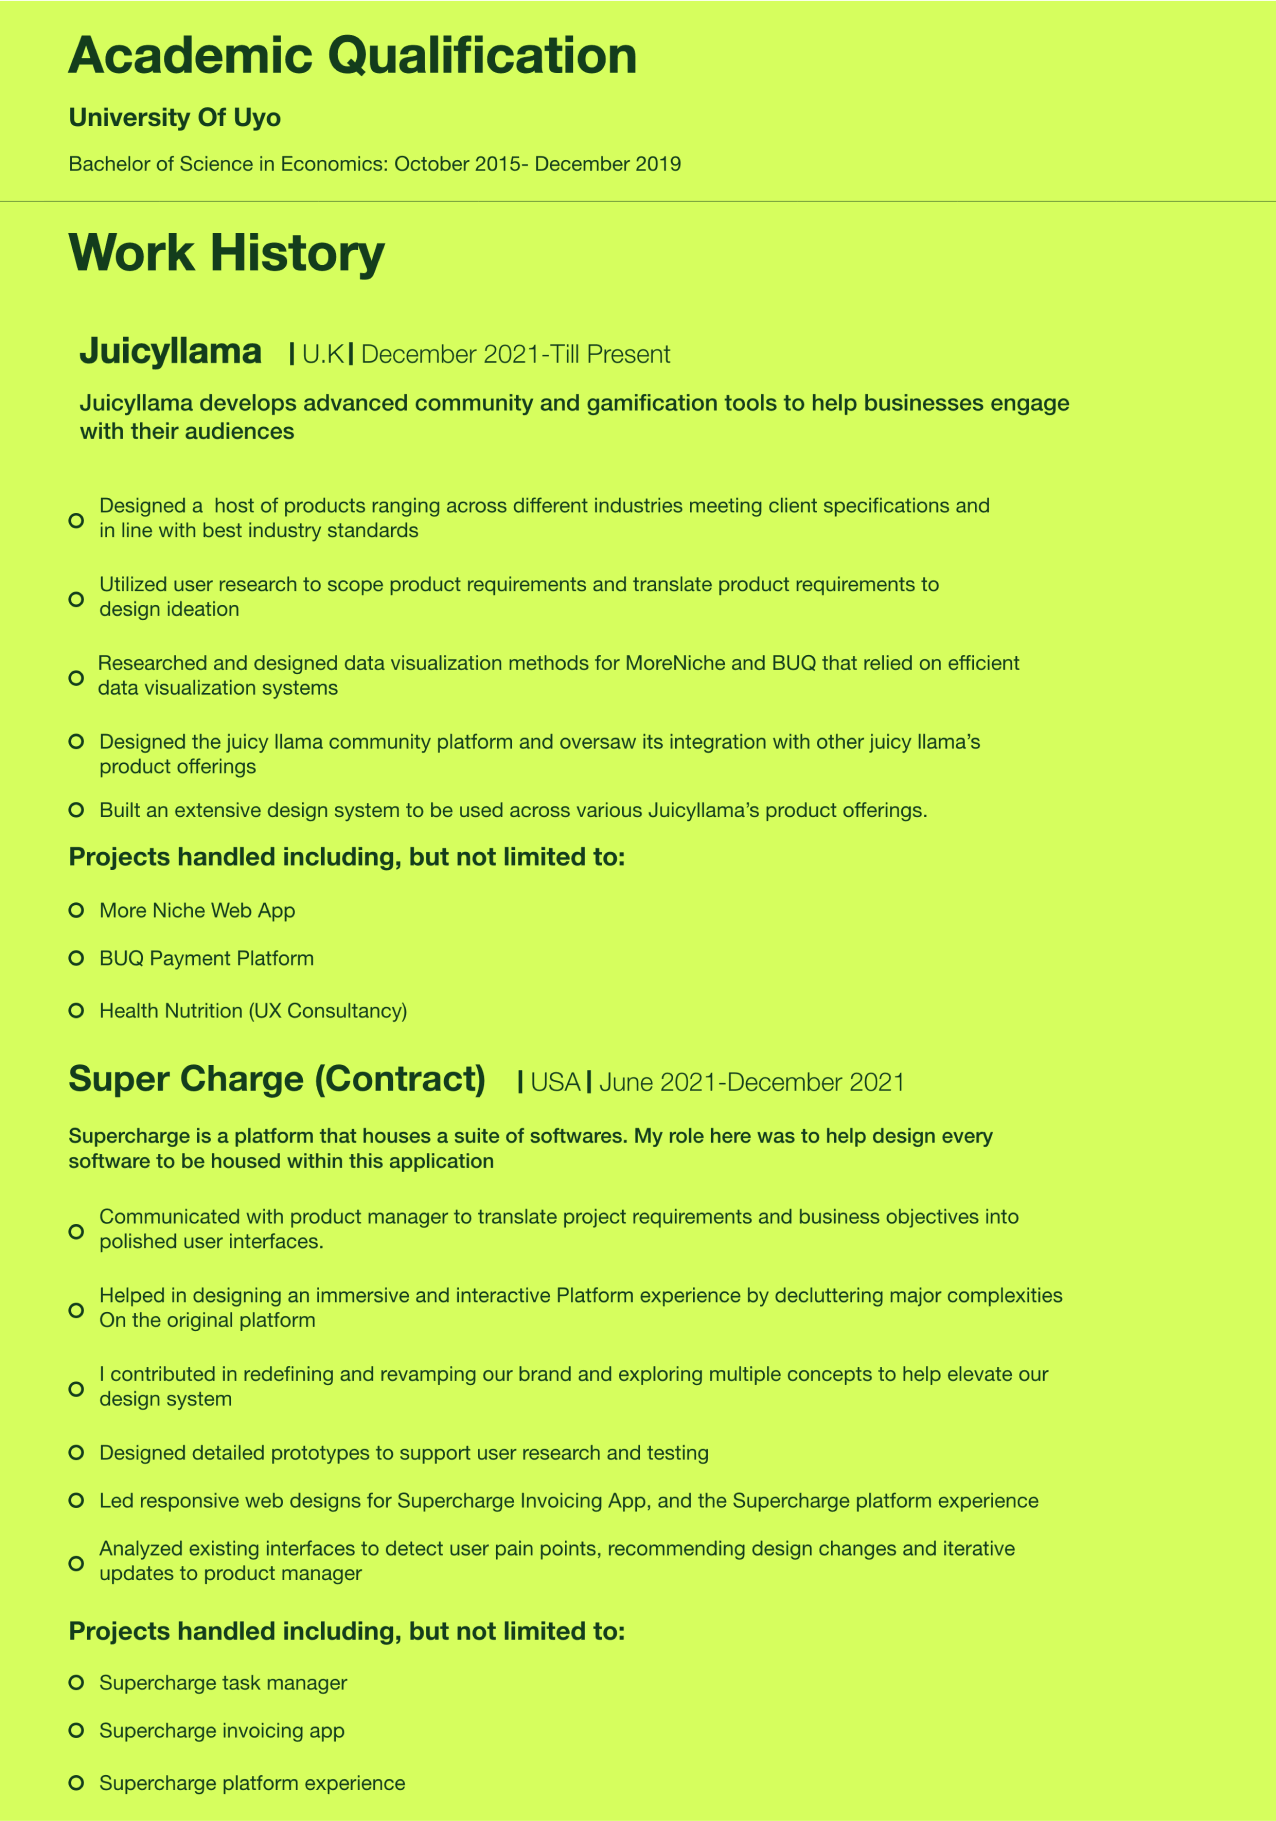 Academic Qualification
University Of Uyo
Bachelor of Science in Economics: October 2015- December 2019
Work History
Juicyllama | U.K | December 2021-Till Present
Juicyllama develops advanced community and gamification tools to help businesses engage
with their audiences
Designed a  host of products ranging across different industries meeting client specifications and
in line with best industry standards
Utilized user research to scope product requirements and translate product requirements to
design ideation
Researched and designed data visualization methods for MoreNiche and BUQ that relied on efficient
data visualization systems
Designed the juicy llama community platform and oversaw its integration with other juicy llama’s
product offerings
Built an extensive design system to be used across various Juicyllama’s product offerings.
Projects handled including, but not limited to:
More Niche Web App
BUQ Payment Platform
Health Nutrition (UX Consultancy)
Super Charge (Contract) | USA | June 2021-December 2021
Supercharge is a platform that houses a suite of softwares. My role here was to help design every
software to be housed within this application
Communicated with product manager to translate project requirements and business objectives into
polished user interfaces.
Helped in designing an immersive and interactive Platform experience by decluttering major complexities
On the original platform
I contributed in redefining and revamping our brand and exploring multiple concepts to help elevate our
design system
Designed detailed prototypes to support user research and testing
Led responsive web designs for Supercharge Invoicing App, and the Supercharge platform experience
Analyzed existing interfaces to detect user pain points, recommending design changes and iterative
updates to product manager
Projects handled including, but not limited to:
Supercharge task manager
Supercharge invoicing app
Supercharge platform experience